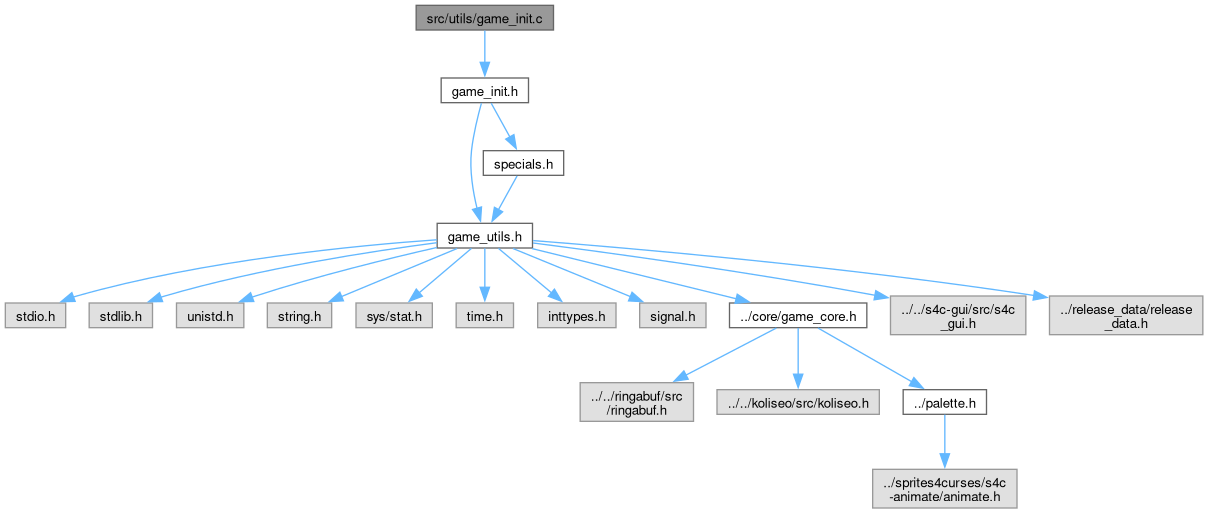 src/utils/game_init.c
game_init.h
specials.h
game_utils.h
stdio.h
stdlib.h
unistd.h
string.h
sys/stat.h
time.h
inttypes.h
signal.h
../core/game_core.h
../../s4c-gui/src/s4c
_gui.h
../release_data/release
_data.h
../../ringabuf/src
/ringabuf.h
../../koliseo/src/koliseo.h
../palette.h
../sprites4curses/s4c
-animate/animate.h